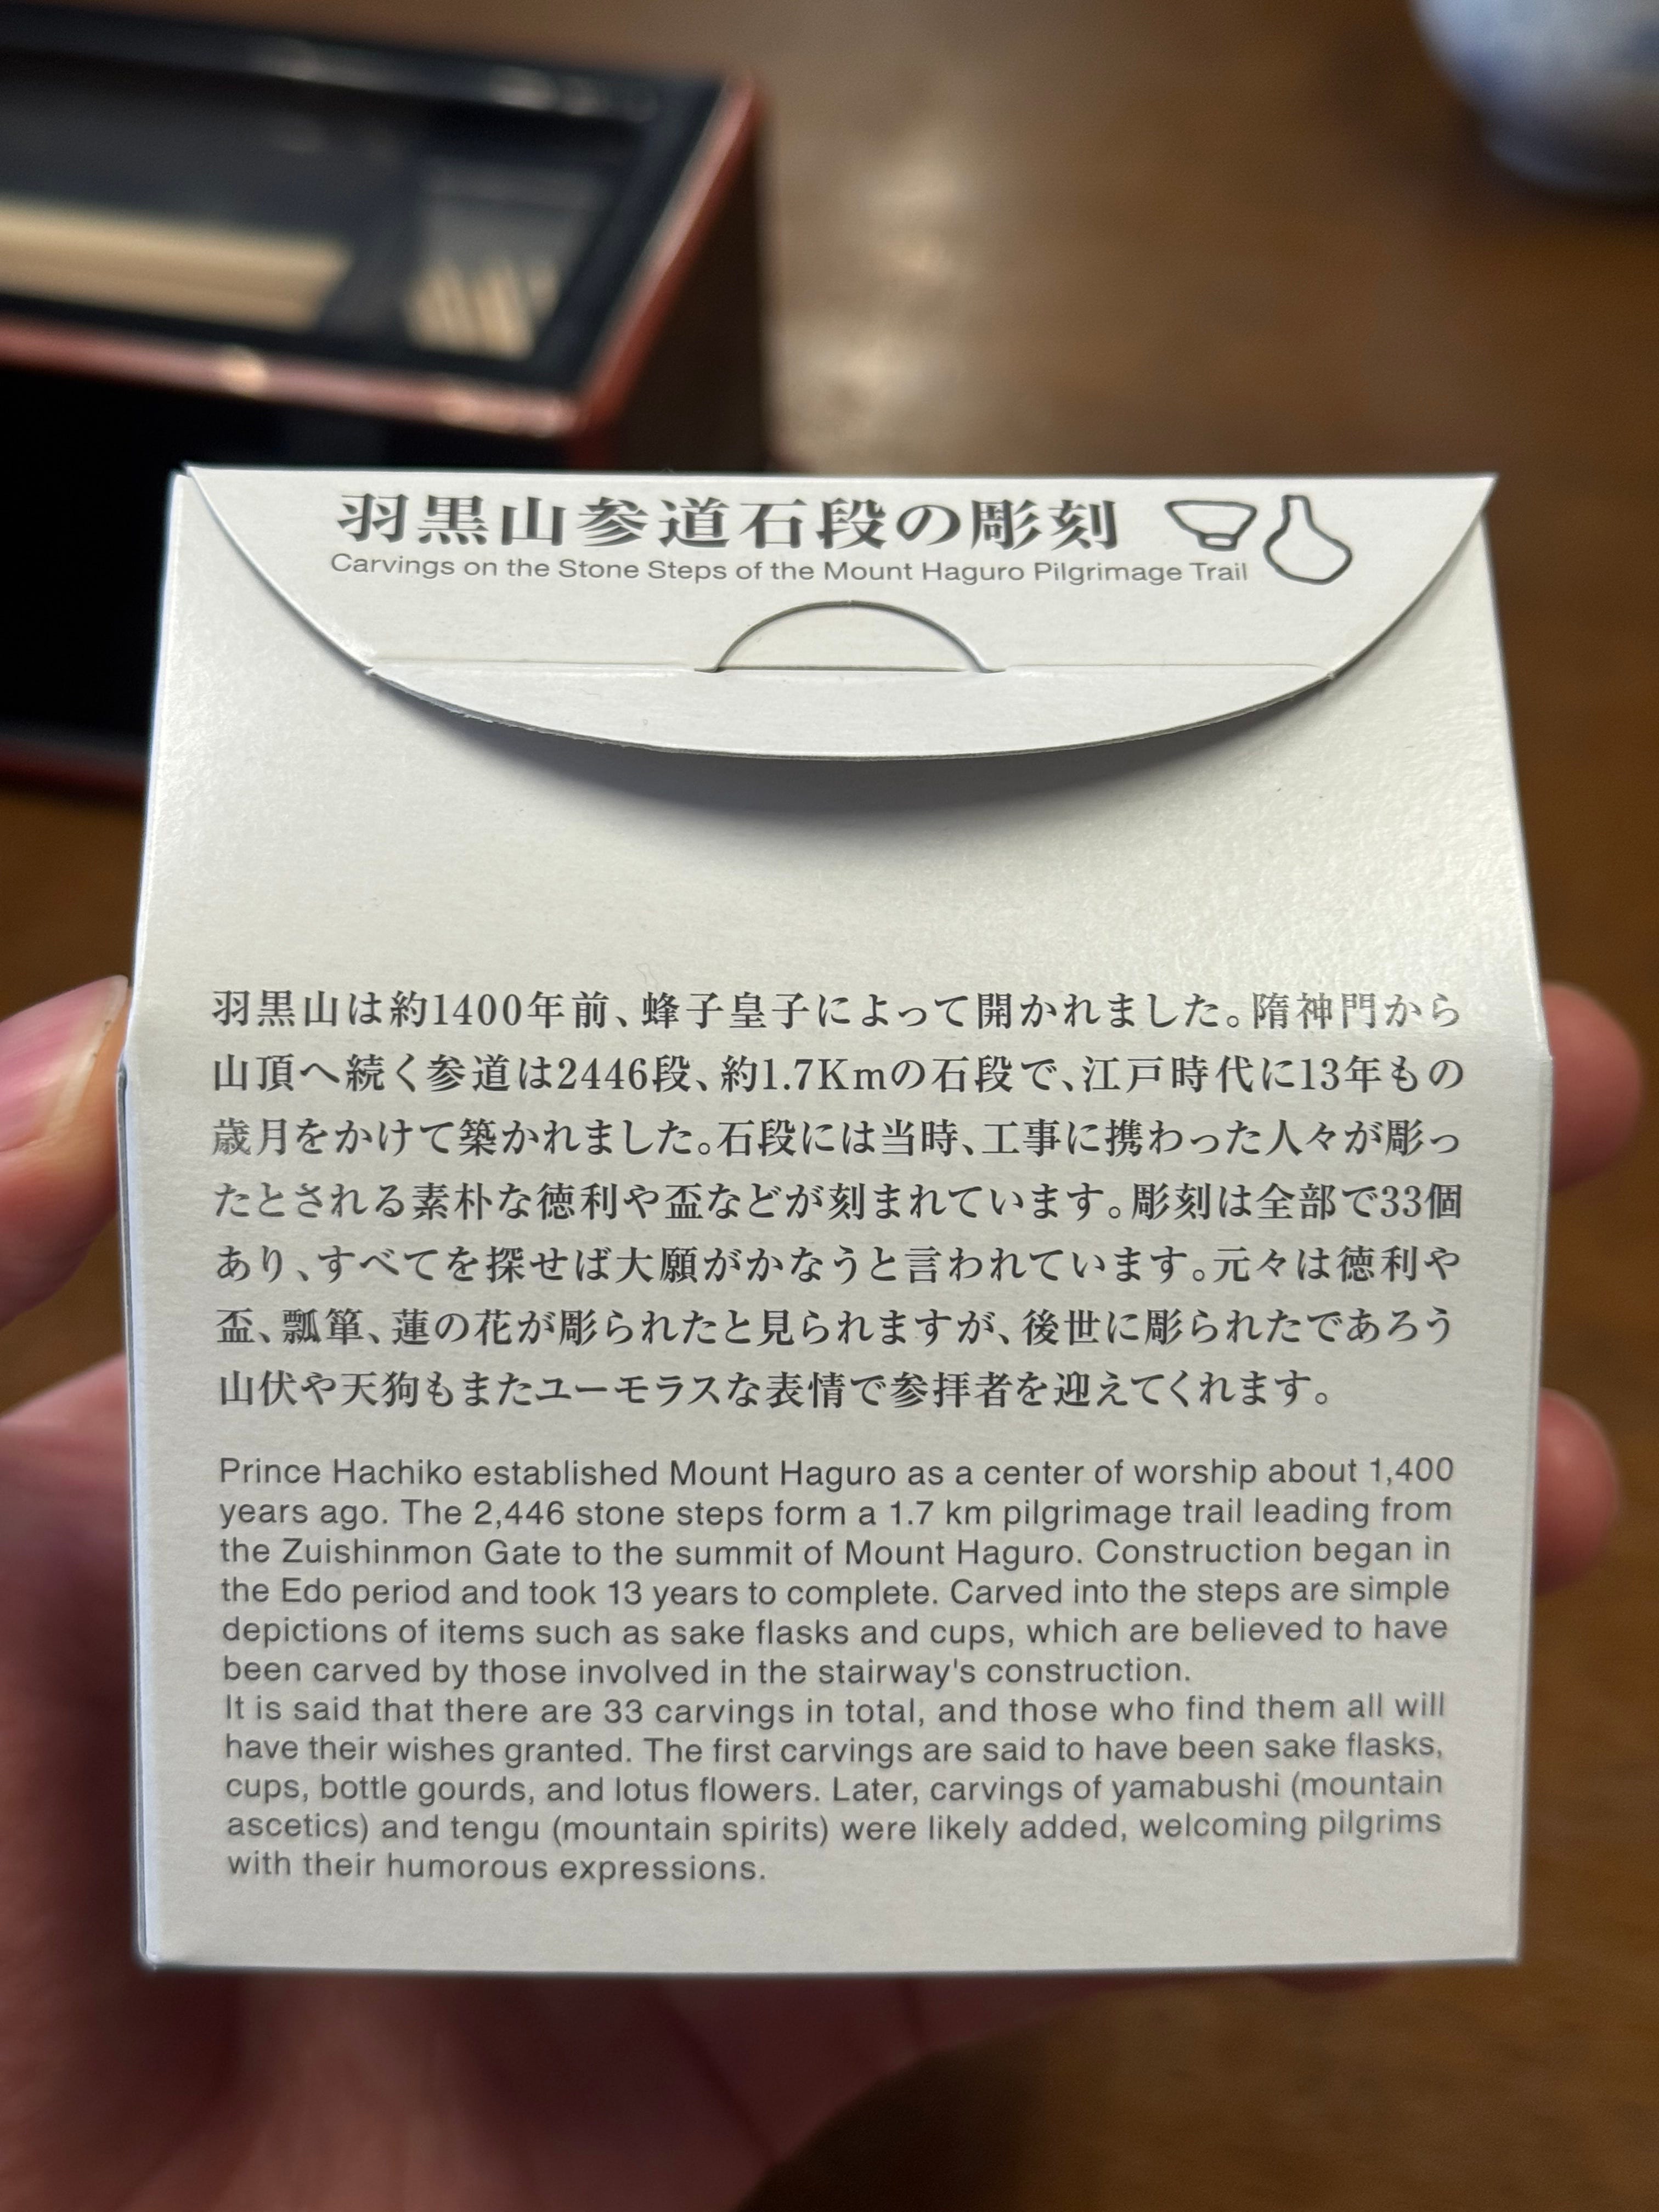 羽黒山参道石段の彫刻
Carvings on the Stone Steps of the Mount Haguro Pilgrimage Trail
羽黒山は約1400年前、蜂子皇子によって開かれました。隋神門から
山頂へ続く参道は2446段、約1.7Kmの石段で、江戸時代に13年もの
歳月をかけて築かれました。石段には当時、工事に携わった人々が彫っ
たとされる素朴な徳利や盃などが刻まれています。彫刻は全部で33個
あり、すべてを探せば大願がかなうと言われています。元々は徳利や
盃、瓢箪、蓮の花が彫られたと見られますが、後世に彫られたであろう
山伏や天狗もまたユーモラスな表情で参拝者を迎えてくれます。
Prince Hachiko established Mount Haguro as a center of worship about 1,400
years ago. The 2,446 stone steps form a 1.7 km pilgrimage trail leading from
the Zuishinmon Gate to the summit of Mount Haguro. Construction began in
the Edo period and took 13 years to complete. Carved into the steps are simple
depictions of items such as sake flasks and cups, which are believed to have
been carved by those involved in the stairway's construction.
It is said that there are 33 carvings in total, and those who find them all will
have their wishes granted. The first carvings are said to have been sake flasks,
cups, bottle gourds, and lotus flowers. Later, carvings of yamabushi (mountain
ascetics) and tengu (mountain spirits) were likely added, welcoming pilgrims
with their humorous expressions.